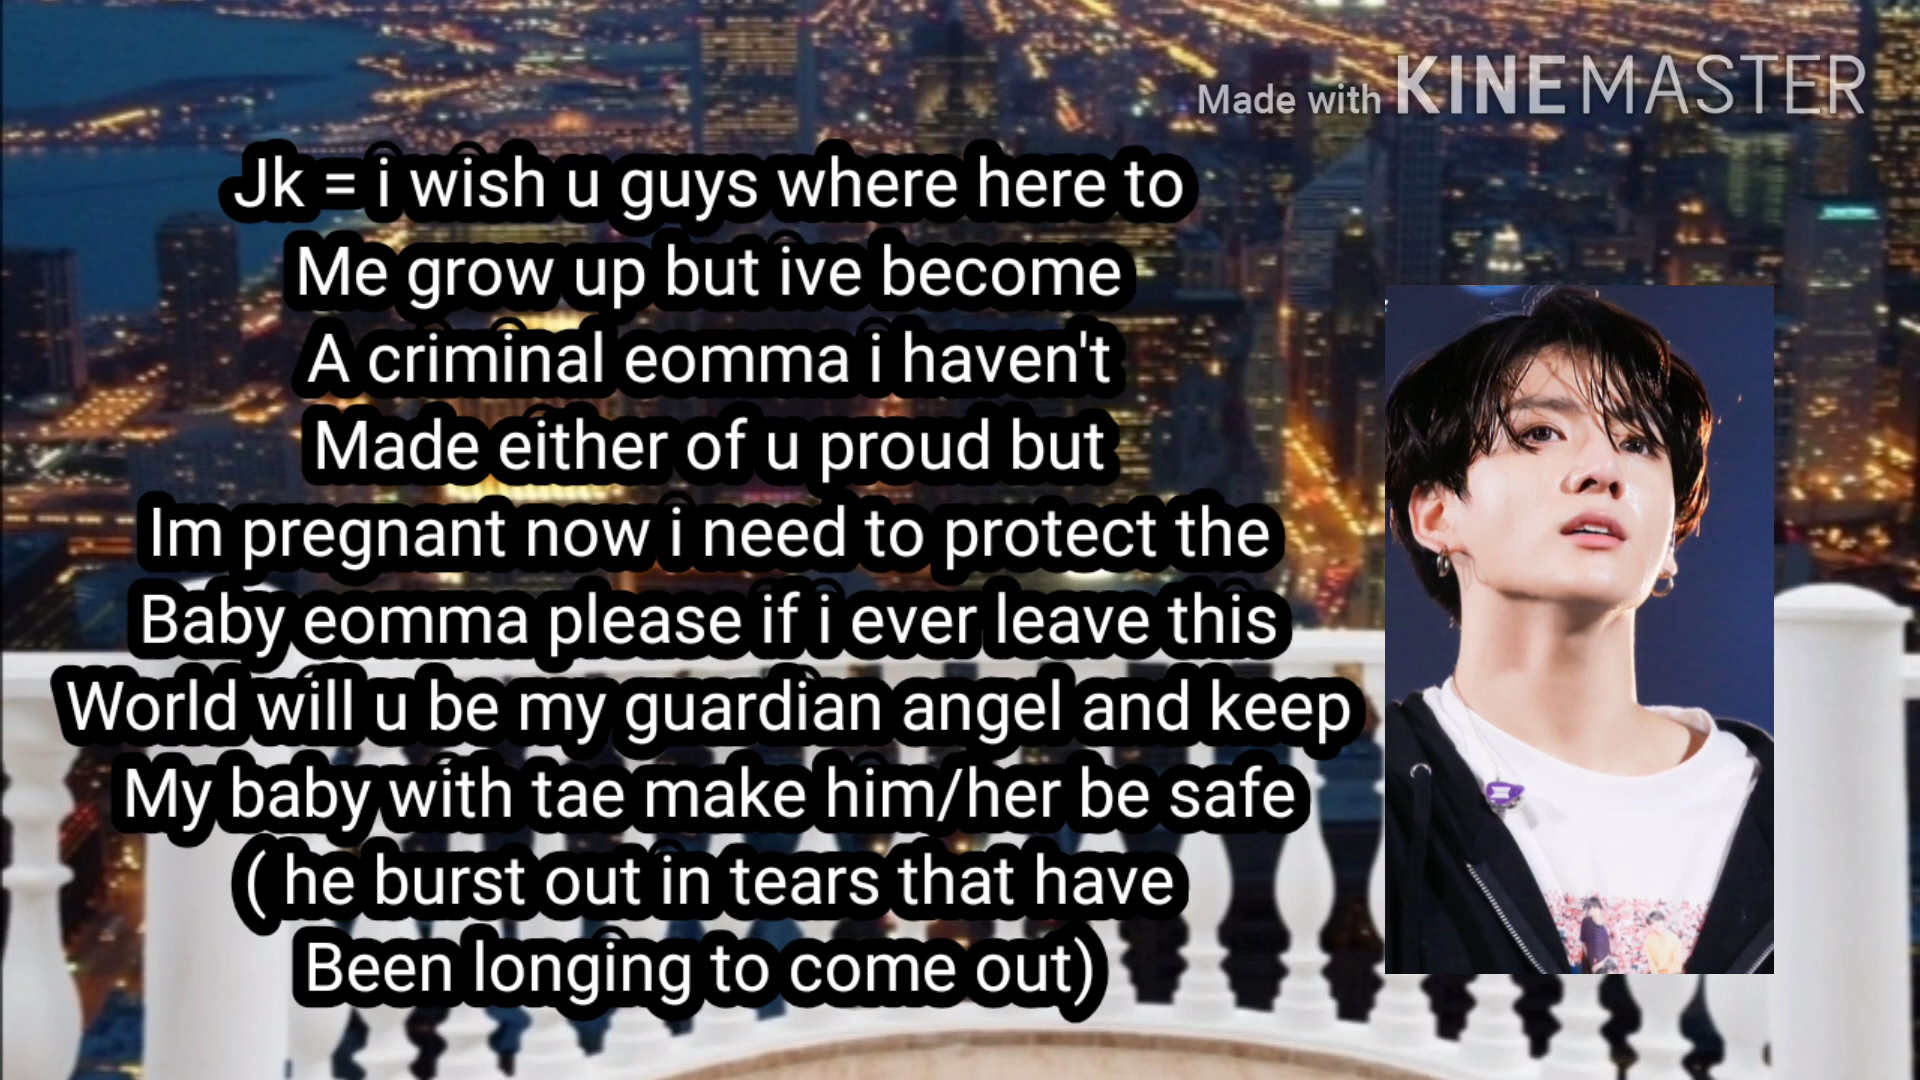 Made with KINEMASTER
Jk = i wish u guys where here to
Me grow up but ive become
A criminal eomma i haven't
Made either of u proud but
Im pregnant now i need to protect the
Baby eomma please if i ever leave this
World will u be my guardian angel and keep
My baby with tae make him/her be safe
( he burst out in tears that have
Been longing to come out)